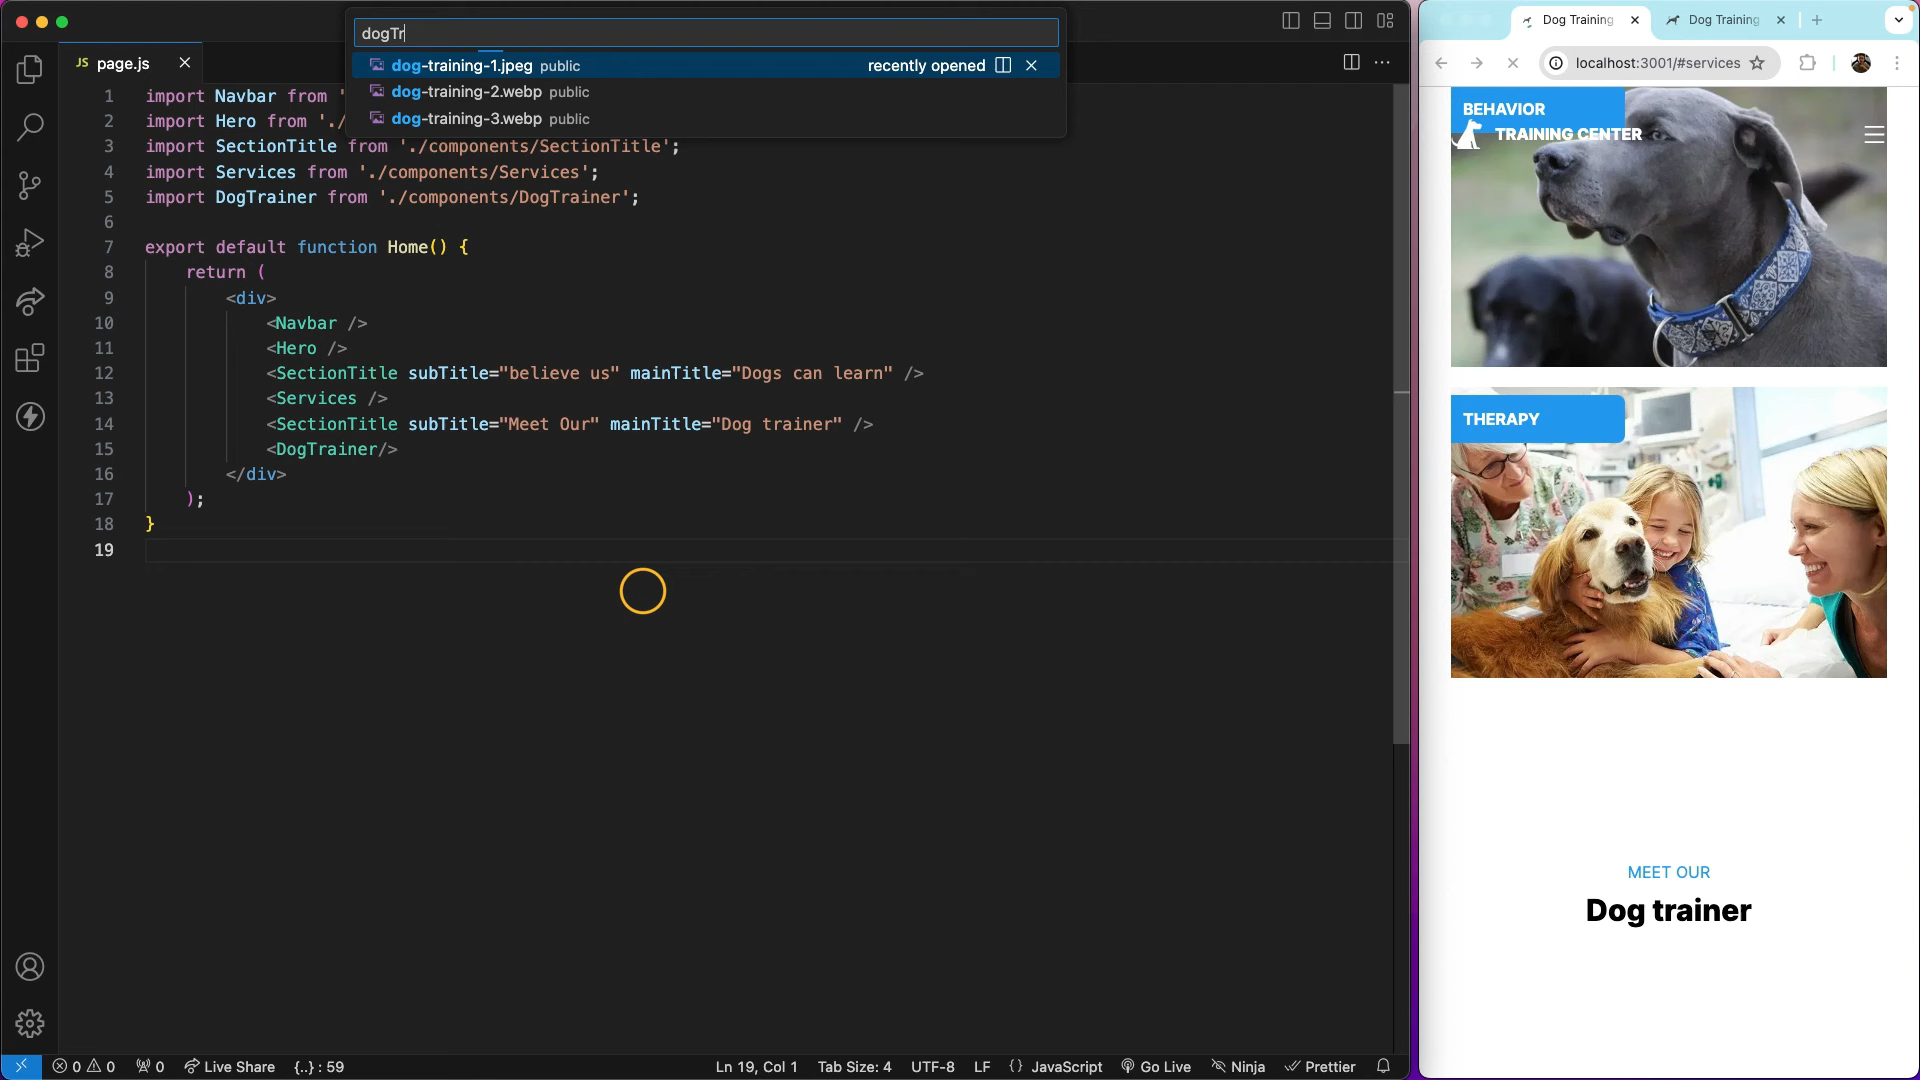 dogTr
dog-training-1.jpeg public recently opened
dog-training-2.webp public
dog-training-3.webp public
JS page.js
1 import Navbar from '
2 import Hero from './
3 import SectionTitle from './components/SectionTitle';
4 import Services from './components/Services';
5 import DogTrainer from './components/DogTrainer';
6
7 export default function Home() {
8 return (
9 <div>
10 <Navbar />
11 <Hero />
12 <SectionTitle subTitle="believe us" mainTitle="Dogs can learn" />
13 <Services />
14 <SectionTitle subTitle="Meet Our" mainTitle="Dog trainer" />
15 <DogTrainer/>
16 </div>
17 );
18 }
19
0 0 0 Live Share {..} : 59 Ln 19, Col 1 Tab Size: 4 UTF-8 LF {} JavaScript Go Live Ninja Prettier
Dog Training Dog Training
localhost:3001/#services
BEHAVIOR
TRAINING CENTER
THERAPY
MEET OUR
Dog trainer